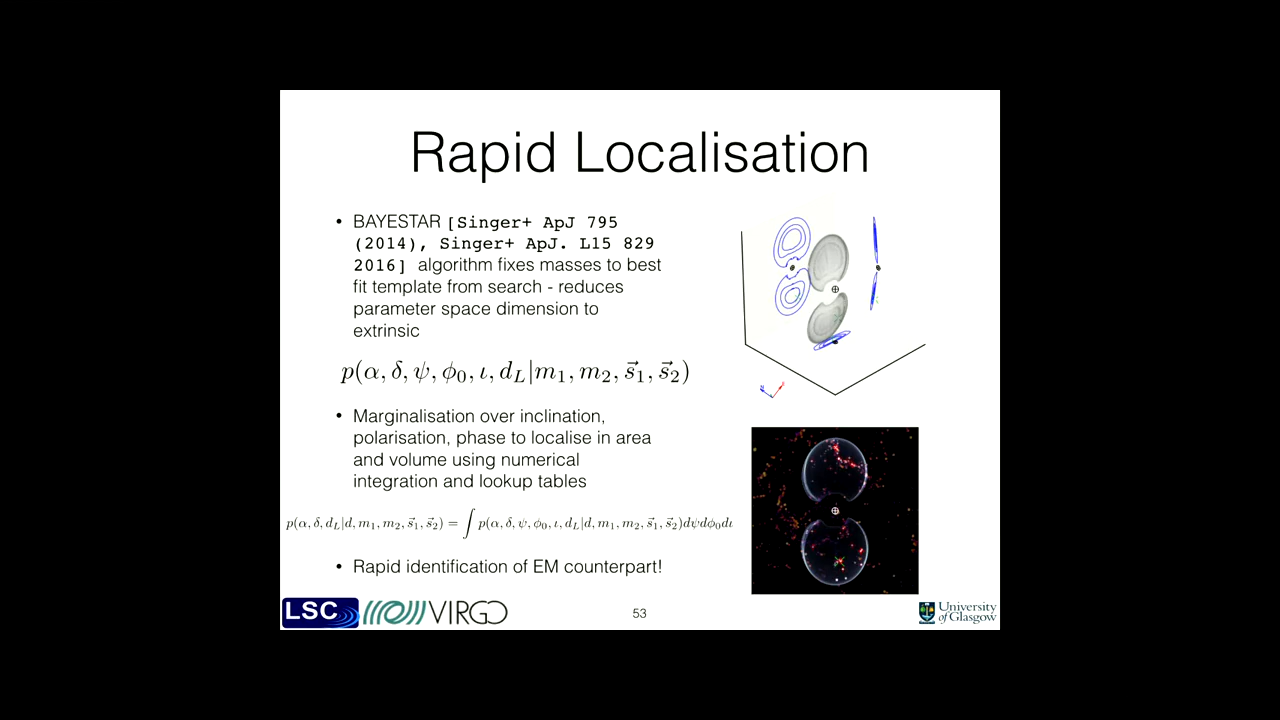 Rapid Localisation
• BAYESTAR [Singer+ ApJ 795
(2014), Singer+ ApJ. L15 829
2016] algorithm fixes masses to best
fit template from search - reduces
parameter space dimension to
extrinsic
p(α, δ, ψ, ϕ₀, ι, d_L|m₁, m₂, s⃗₁, s⃗₂)
• Marginalisation over inclination,
polarisation, phase to localise in area
and volume using numerical
integration and lookup tables
p(α, δ, d_L|d, m₁, m₂, s⃗₁, s⃗₂) = ∫ p(α, δ, ψ, ϕ₀, ι, d_L|d, m₁, m₂, s⃗₁, s⃗₂)dψdϕ₀dι
• Rapid identification of EM counterpart!
LSC
VIRGO
53
University
of Glasgow